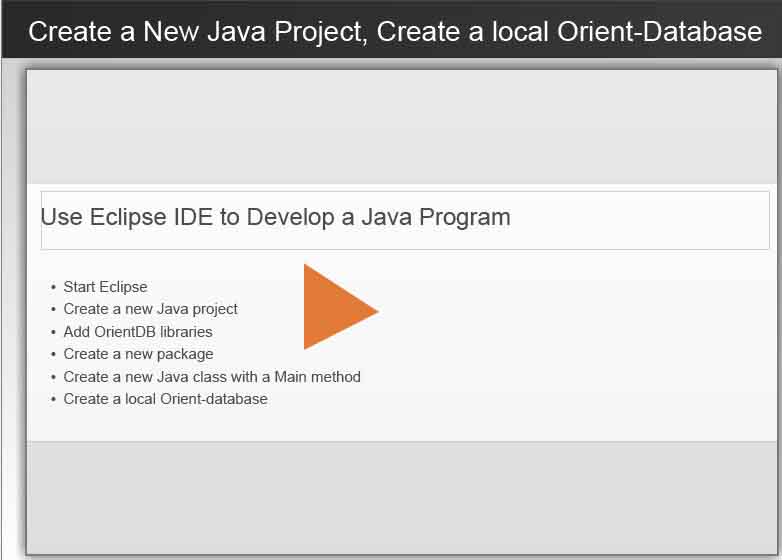 Create a New Java Project, Create a local Orient-Database
Use Eclipse IDE to Develop a Java Program
• Start Eclipse
• Create a new Java project
• Add OrientDB libraries
• Create a new package
• Create a new Java class with a Main method
• Create a local Orient-database